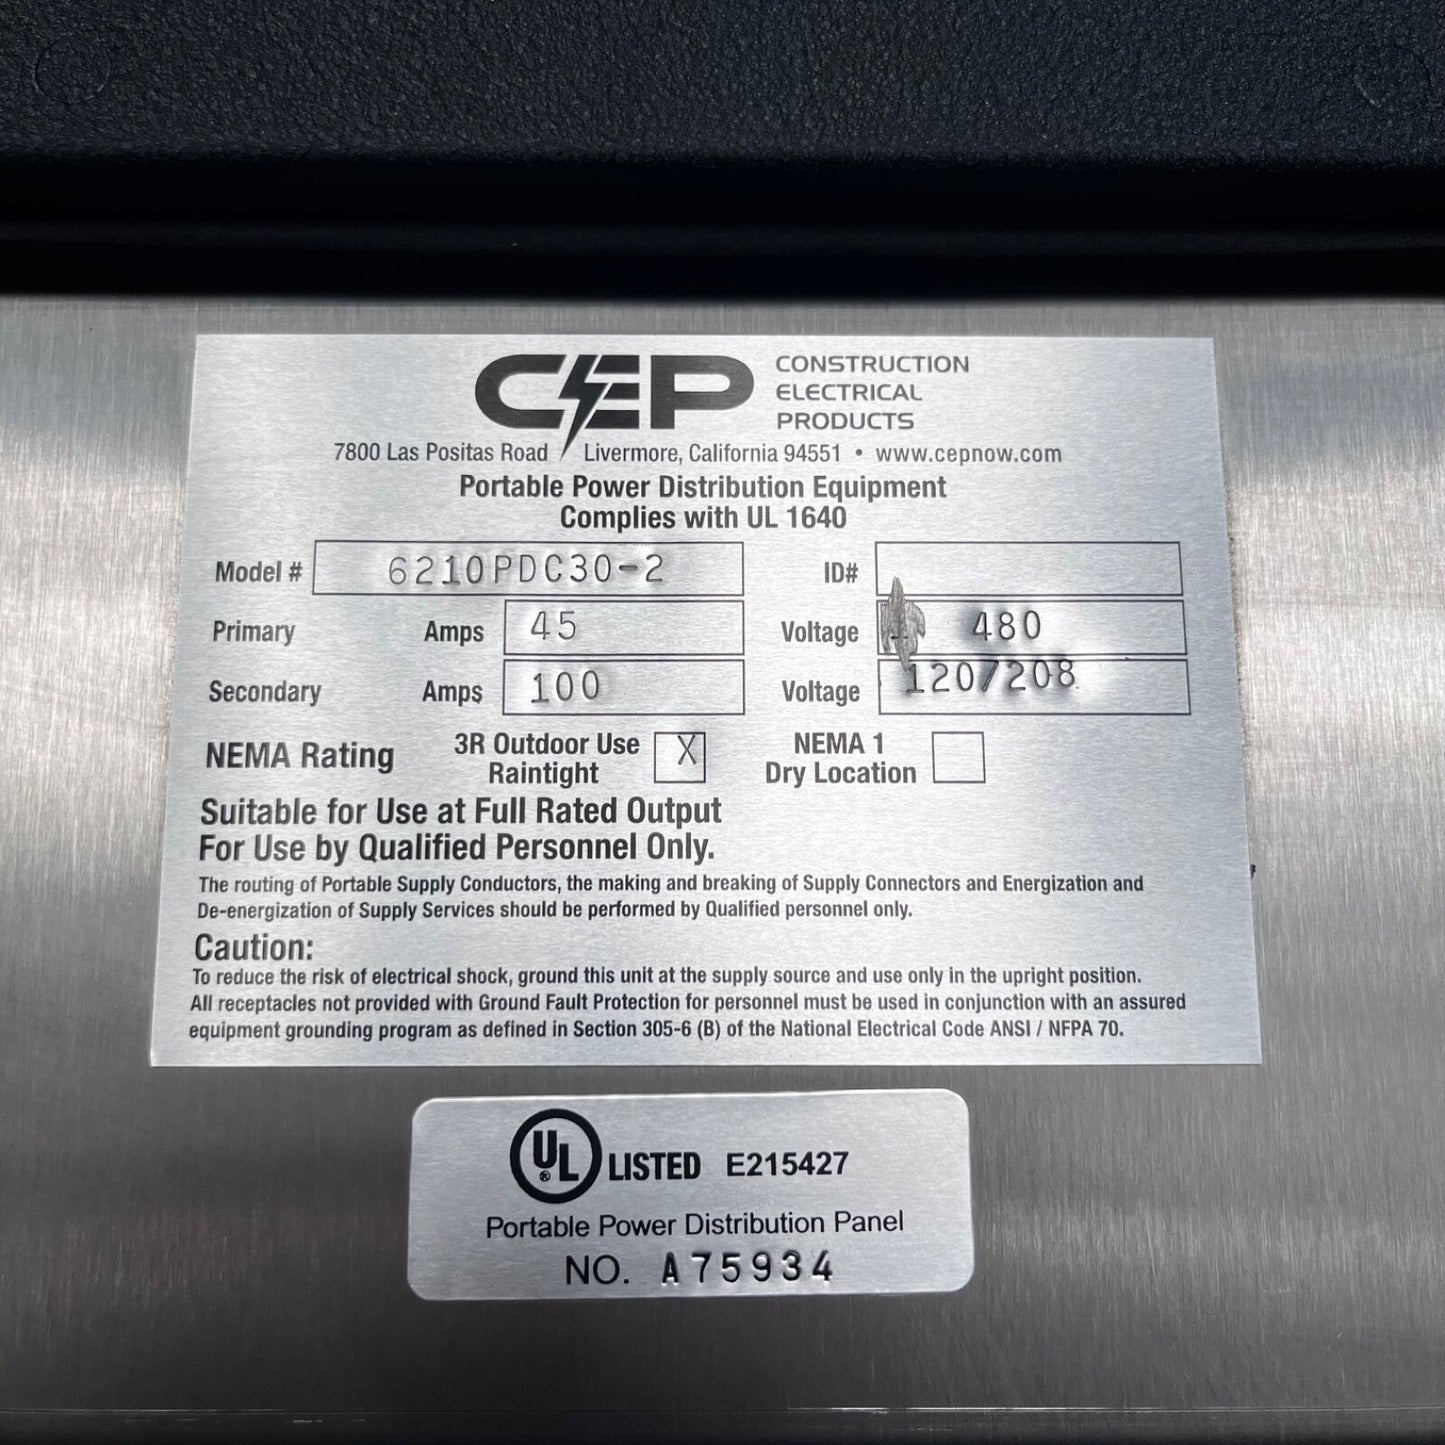 CEP CONSTRUCTION
ELECTRICAL
PRODUCTS
7800 Las Positas Road / Livermore, California 94551 • www.cepnow.com
Portable Power Distribution Equipment
Complies with UL 1640
Model # 6210PDC30-2 ID#
Primary Amps 45 Voltage 480
Secondary Amps 100 Voltage 120/208
NEMA Rating 3R Outdoor Use Raintight X NEMA 1 Dry Location
Suitable for Use at Full Rated Output
For Use by Qualified Personnel Only.
The routing of Portable Supply Conductors, the making and breaking of Supply Connectors and Energization and
De-energization of Supply Services should be performed by Qualified personnel only.
Caution:
To reduce the risk of electrical shock, ground this unit at the supply source and use only in the upright position.
All receptacles not provided with Ground Fault Protection for personnel must be used in conjunction with an assured
equipment grounding program as defined in Section 305-6 (B) of the National Electrical Code ANSI / NFPA 70.
UL ® LISTED E215427
Portable Power Distribution Panel
NO. A75934